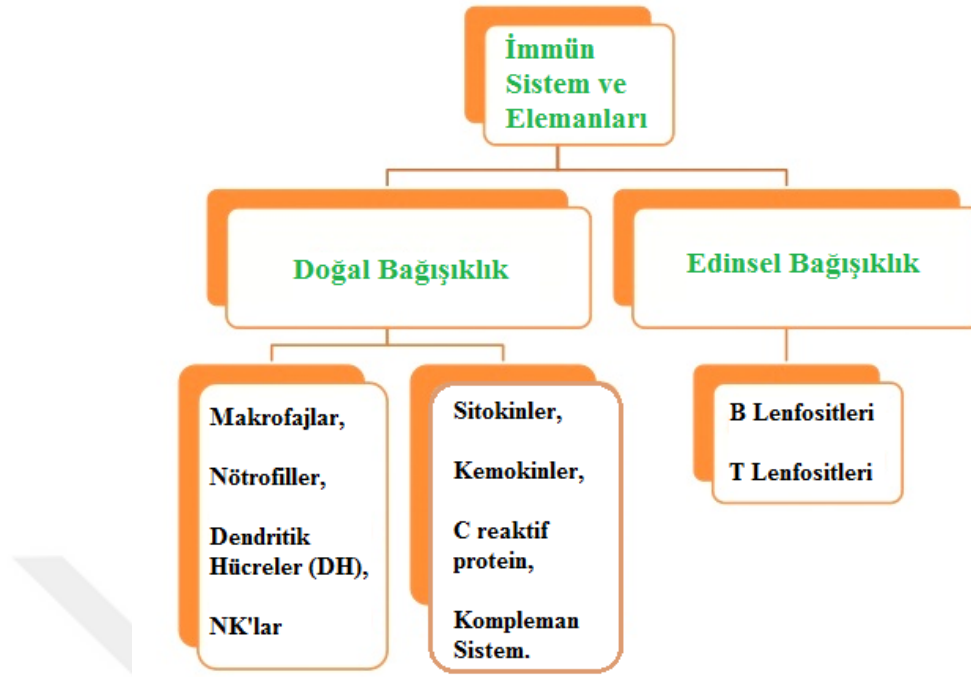 İmmün
Sistem ve
Elemanları
Doğal Bağışıklık
Edinsel Bağışıklık
Makrofajlar,
Nötrofiller,
Dendritik
Hücreler (DH),
NK'lar
Sitokinler,
Kemokinler,
C reaktif
protein,
Kompleman
Sistem.
B Lenfositleri
T Lenfositleri